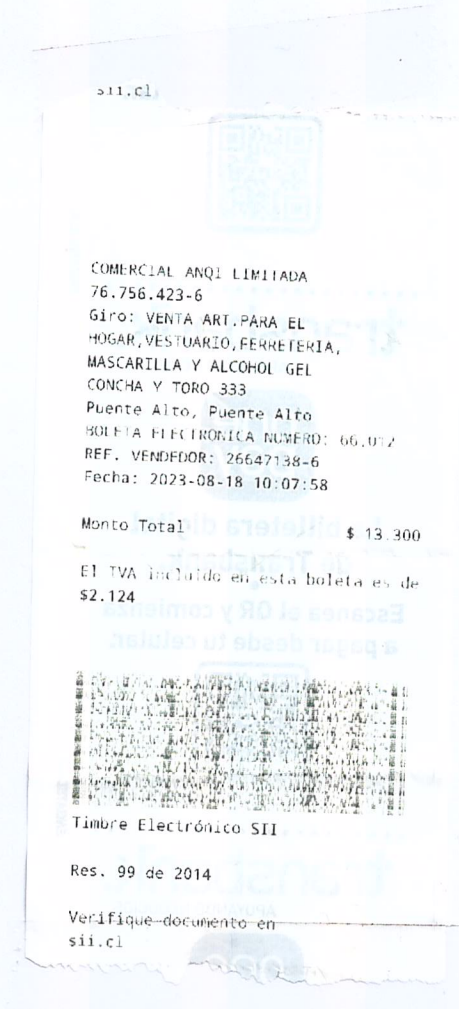 sii.cl
COMERCIAL ANQI LIMITADA
76.756.423-6
Giro: VENTA ART.PARA EL
HOGAR,VESTUARIO,FERRETERIA,
MASCARILLA Y ALCOHOL GEL
CONCHA Y TORO 333
Puente Alto, Puente Alto
BOLETA ELECTRONICA NUMERO: 66.012
REF. VENDEDOR: 26647138-6
Fecha: 2023-08-18 10:07:58
Monto Total $ 13.300
El IVA incluido en esta boleta es de
$2.124
Timbre Electrónico SII
Res. 99 de 2014
Verifique documento en
sii.cl